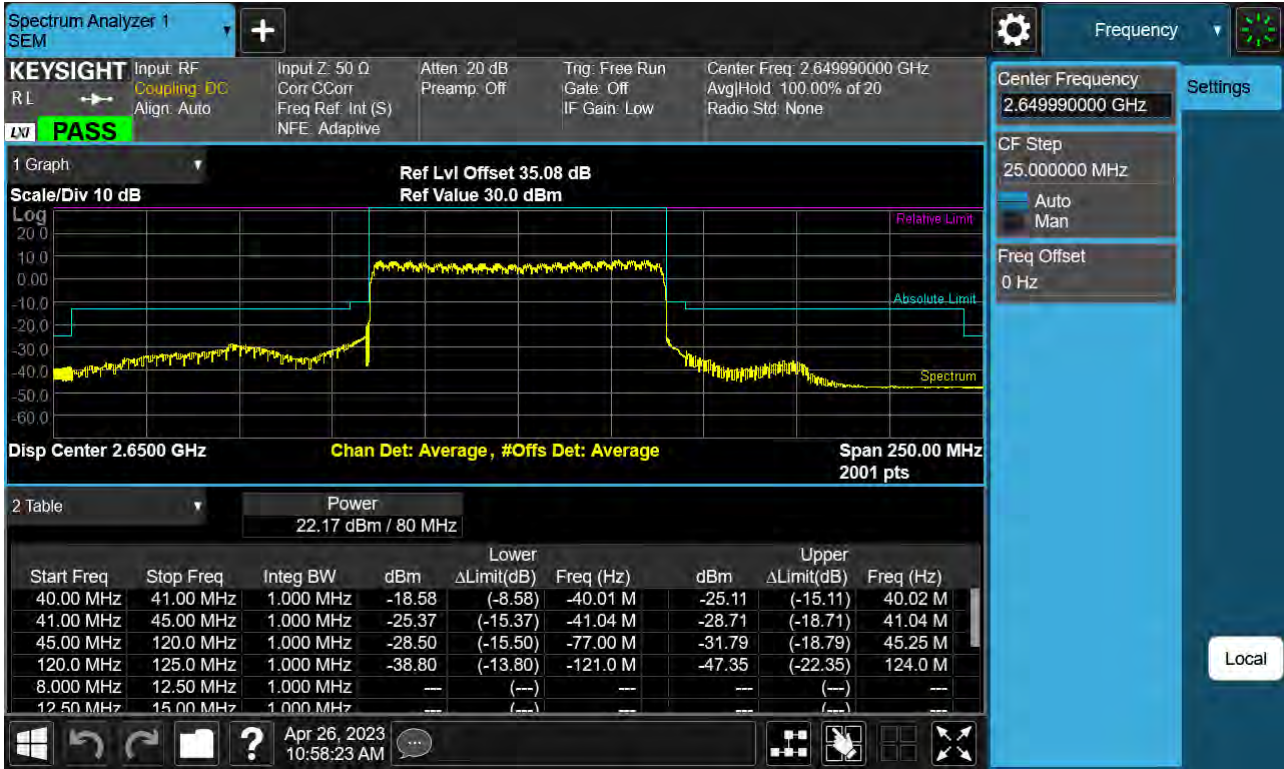 Spectrum Analyzer 1
SEM
Frequency
KEYSIGHT
R L
LXI
PASS
Input: RF
Coupling: DC
Align: Auto
Input Z: 50 Ω
Corr CCorr
Freq Ref: Int (S)
NFE: Adaptive
Atten: 20 dB
Preamp: Off
Trig: Free Run
Gate: Off
IF Gain: Low
Center Freq: 2.649990000 GHz
Avg|Hold: 100.00% of 20
Radio Std: None
Center Frequency
2.649990000 GHz
Settings
CF Step
25.000000 MHz
Auto
Man
Freq Offset
0 Hz
Local
1 Graph
Ref Lvl Offset 35.08 dB
Scale/Div 10 dB
Ref Value 30.0 dBm
Log
20.0
10.0
0.00
-10.0
-20.0
-30.0
-40.0
-50.0
-60.0
Relative Limit
Absolute Limit
Spectrum
Disp Center 2.6500 GHz
Chan Det: Average , #Offs Det: Average
Span 250.00 MHz
2001 pts
2 Table
Power
22.17 dBm / 80 MHz
Lower Upper
Start Freq Stop Freq Integ BW dBm ΔLimit(dB) Freq (Hz) dBm ΔLimit(dB) Freq (Hz)
40.00 MHz 41.00 MHz 1.000 MHz -18.58 (-8.58) -40.01 M -25.11 (-15.11) 40.02 M
41.00 MHz 45.00 MHz 1.000 MHz -25.37 (-15.37) -41.04 M -28.71 (-18.71) 41.04 M
45.00 MHz 120.0 MHz 1.000 MHz -28.50 (-15.50) -77.00 M -31.79 (-18.79) 45.25 M
120.0 MHz 125.0 MHz 1.000 MHz -38.80 (-13.80) -121.0 M -47.35 (-22.35) 124.0 M
8.000 MHz 12.50 MHz 1.000 MHz --- (---) --- --- (---) ---
12.50 MHz 15.00 MHz 1.000 MHz --- (---) --- --- (---) ---
?
Apr 26, 2023
10:58:23 AM